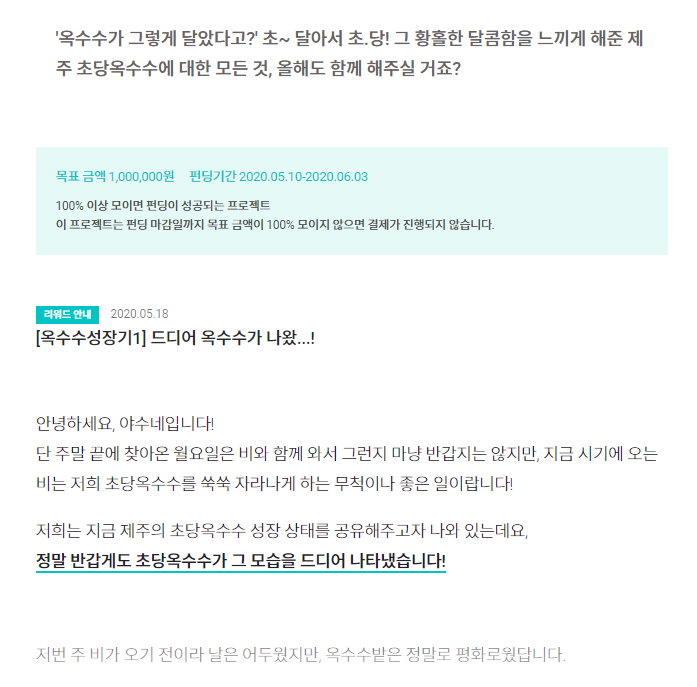 '옥수수가 그렇게 달았다고?' 초~ 달아서 초.당! 그 황홀한 달콤함을 느끼게 해준 제
주 초당옥수수에 대한 모든 것, 올해도 함께 해주실 거죠?
목표 금액 1,000,000원 펀딩기간 2020.05.10-2020.06.03
100% 이상 모이면 펀딩이 성공되는 프로젝트
이 프로젝트는 펀딩 마감일까지 목표 금액이 100% 모이지 않으면 결제가 진행되지 않습니다.
리워드 안내 2020.05.18
[옥수수성장기1] 드디어 옥수수가 나왔...!
안녕하세요, 야수네입니다!
단 주말 끝에 찾아온 월요일은 비와 함께 와서 그런지 마냥 반갑지는 않지만, 지금 시기에 오는
비는 저희 초당옥수수를 쑥쑥 자라나게 하는 무척이나 좋은 일이랍니다!
저희는 지금 제주의 초당옥수수 성장 상태를 공유해주고자 나와 있는데요,
정말 반갑게도 초당옥수수가 그 모습을 드디어 나타냈습니다!
저번 주 비가 오기 전이라 날은 어두웠지만, 옥수수밭은 정말로 평화로웠답니다.